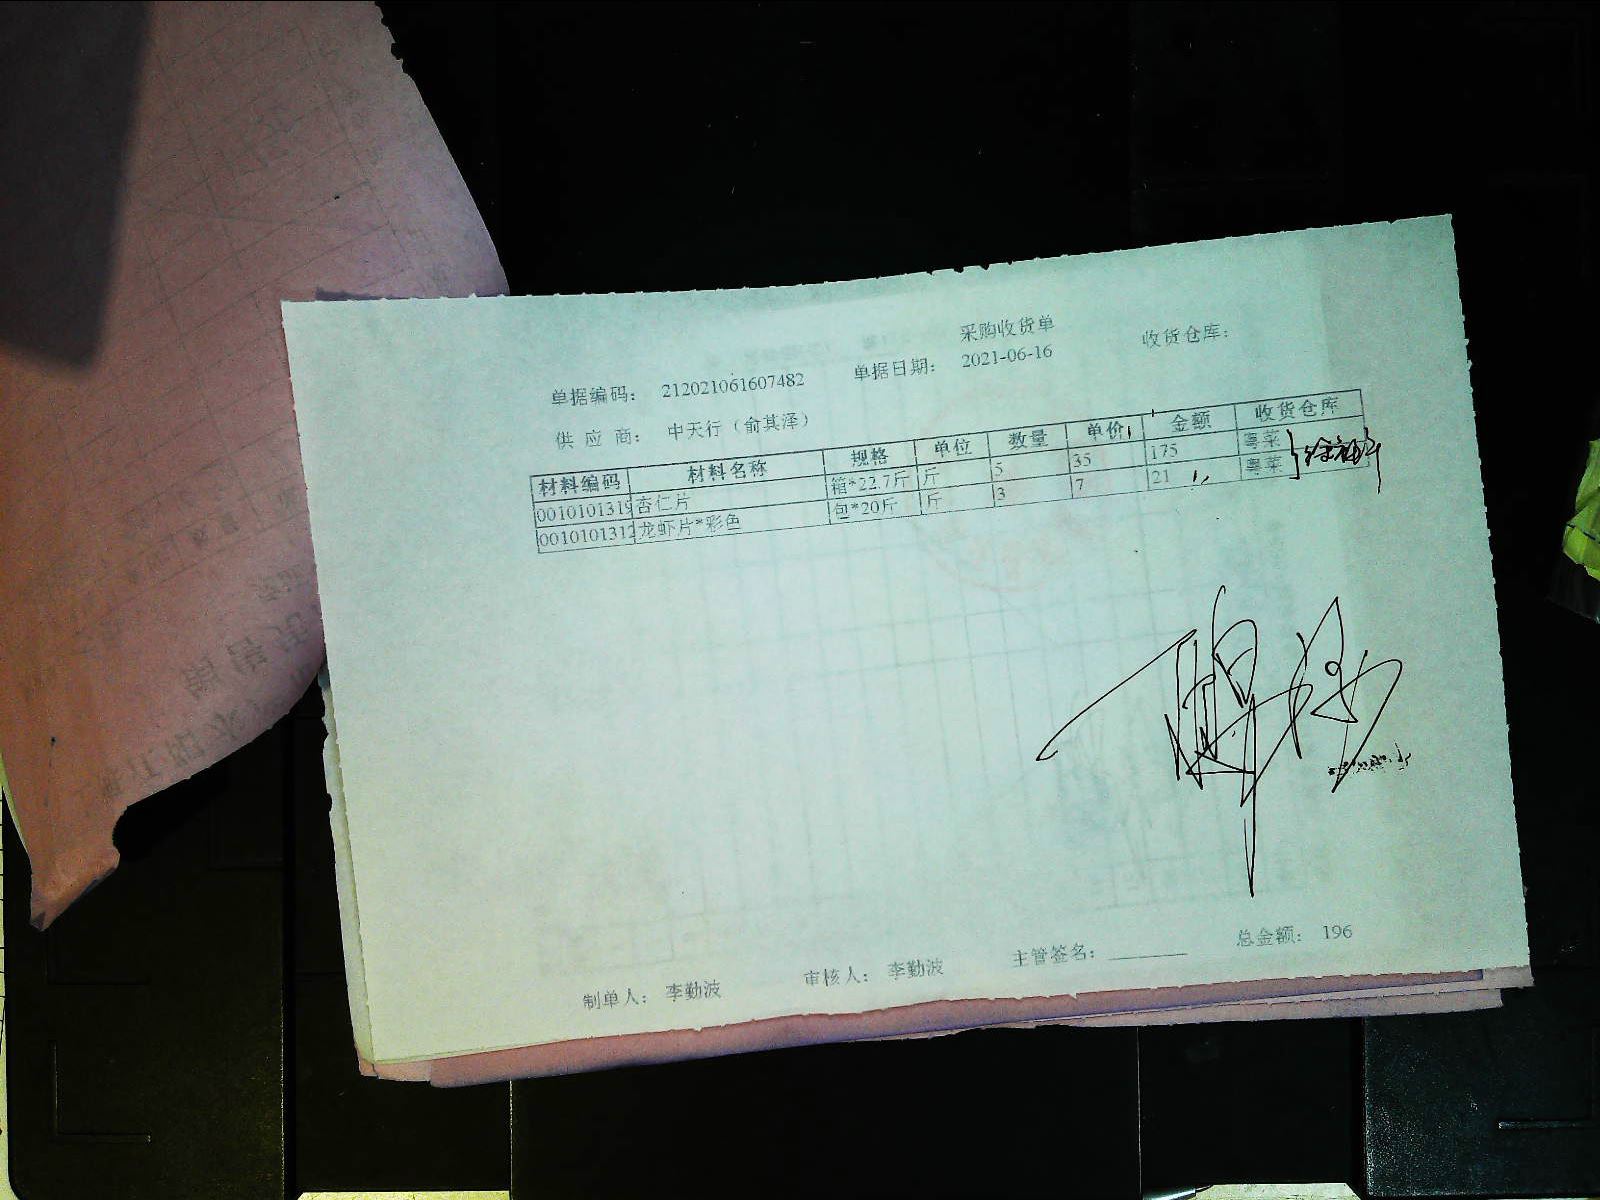 采购收货单
单据编码： 212021061607482 单据日期： 2021-06-16 收货仓库：
供 应 商： 中天行（俞其泽）
材料编码 材料名称 规格 单位 数量 单价 金额 收货仓库
0010101319 杏仁片 箱*22.7斤 斤 5 35 175 粤菜
0010101312 龙虾片*彩色 包*20斤 斤 3 7 21 粤菜
制单人： 李勤波 审核人： 李勤波 主管签名： 总金额： 196